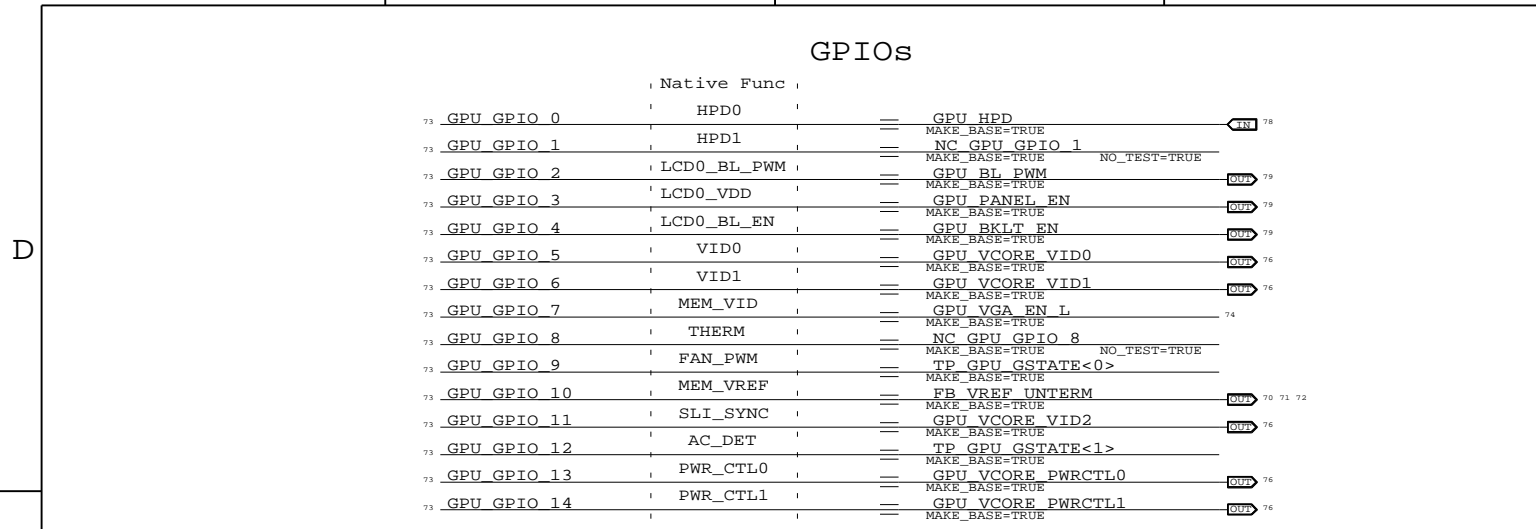 GPIOs
Native Func
73 GPU_GPIO_0 HPD0 GPU_HPD IN 78
MAKE_BASE=TRUE
73 GPU_GPIO_1 HPD1 NC_GPU_GPIO_1
MAKE_BASE=TRUE NO_TEST=TRUE
73 GPU_GPIO_2 LCD0_BL_PWM GPU_BL_PWM OUT 79
MAKE_BASE=TRUE
73 GPU_GPIO_3 LCD0_VDD GPU_PANEL_EN OUT 79
MAKE_BASE=TRUE
73 GPU_GPIO_4 LCD0_BL_EN GPU_BKLT_EN OUT 79
MAKE_BASE=TRUE
D
73 GPU_GPIO_5 VID0 GPU_VCORE_VID0 OUT 76
MAKE_BASE=TRUE
73 GPU_GPIO_6 VID1 GPU_VCORE_VID1 OUT 76
MAKE_BASE=TRUE
73 GPU_GPIO_7 MEM_VID GPU_VGA_EN_L 74
MAKE_BASE=TRUE
73 GPU_GPIO_8 THERM NC_GPU_GPIO_8
MAKE_BASE=TRUE NO_TEST=TRUE
73 GPU_GPIO_9 FAN_PWM TP_GPU_GSTATE<0>
MAKE_BASE=TRUE
73 GPU_GPIO_10 MEM_VREF FB_VREF_UNTERM OUT 70 71 72
MAKE_BASE=TRUE
73 GPU_GPIO_11 SLI_SYNC GPU_VCORE_VID2 OUT 76
MAKE_BASE=TRUE
73 GPU_GPIO_12 AC_DET TP_GPU_GSTATE<1>
MAKE_BASE=TRUE
73 GPU_GPIO_13 PWR_CTL0 GPU_VCORE_PWRCTL0 OUT 76
MAKE_BASE=TRUE
73 GPU_GPIO_14 PWR_CTL1 GPU_VCORE_PWRCTL1 OUT 76
MAKE_BASE=TRUE